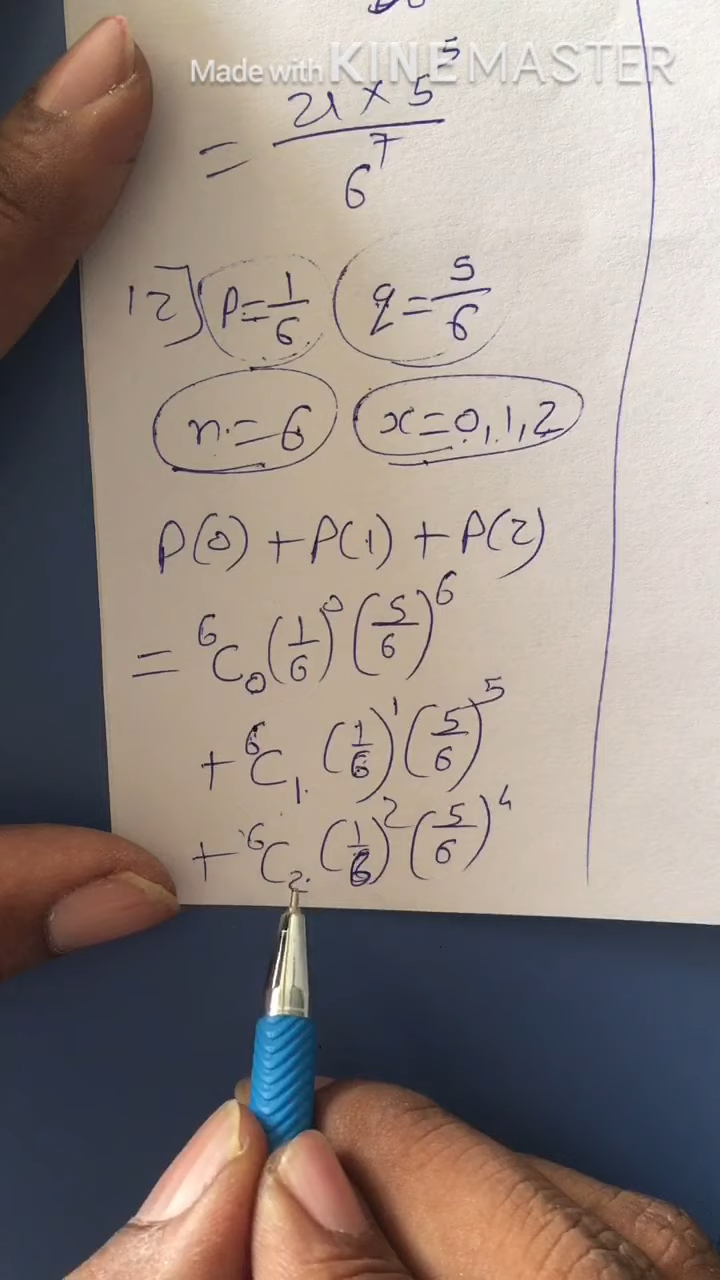 Made with KINEMASTER
= 21 × 5⁵ / 6⁷
12] p = 1/6 q = 5/6
n = 6 x = 0, 1, 2
P(0) + P(1) + P(2)
= ⁶C₀ (1/6)⁰ (5/6)⁶
+ ⁶C₁ (1/6)¹ (5/6)⁵
+ ⁶C₂ (1/6)² (5/6)⁴